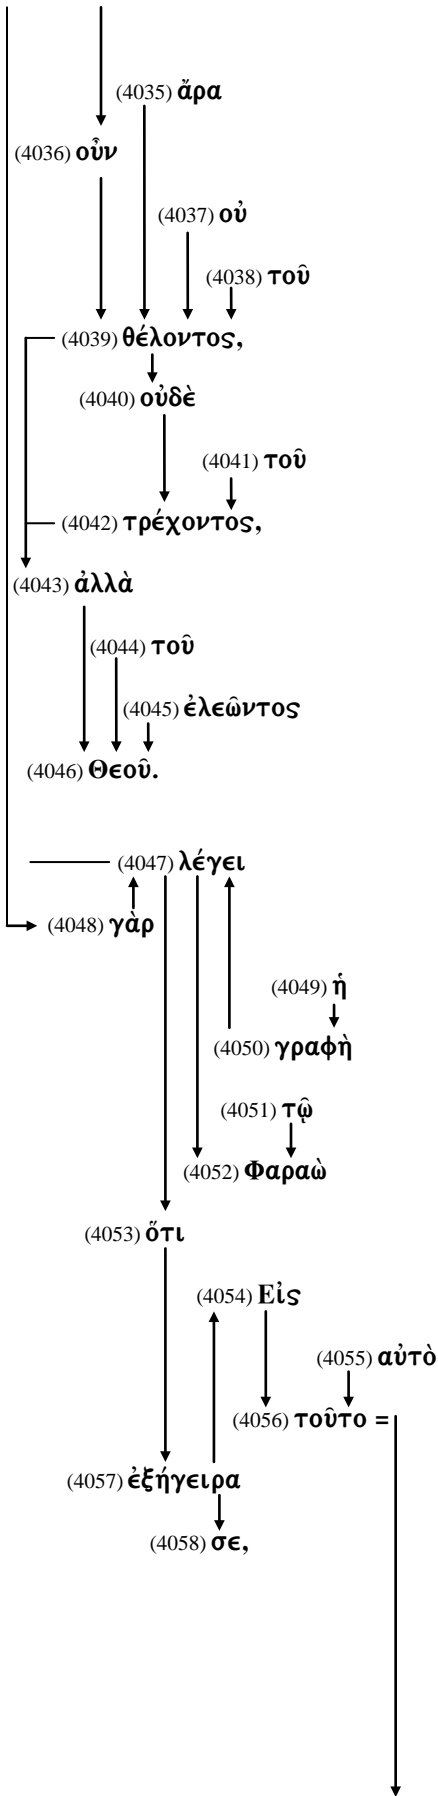 (4035) ἄρα
(4036) οὖν
(4037) οὐ
(4038) τοῦ
(4039) θέλοντος,
(4040) οὐδὲ
(4041) τοῦ
(4042) τρέχοντος,
(4043) ἀλλὰ
(4044) τοῦ
(4045) ἐλεῶντος
(4046) Θεοῦ.
(4047) λέγει
(4048) γὰρ
(4049) ἡ
(4050) γραφὴ
(4051) τῷ
(4052) Φαραὼ
(4053) ὅτι
(4054) Εἰς
(4055) αὐτὸ
(4056) τοῦτο =
(4057) ἐξήγειρα
(4058) σε,